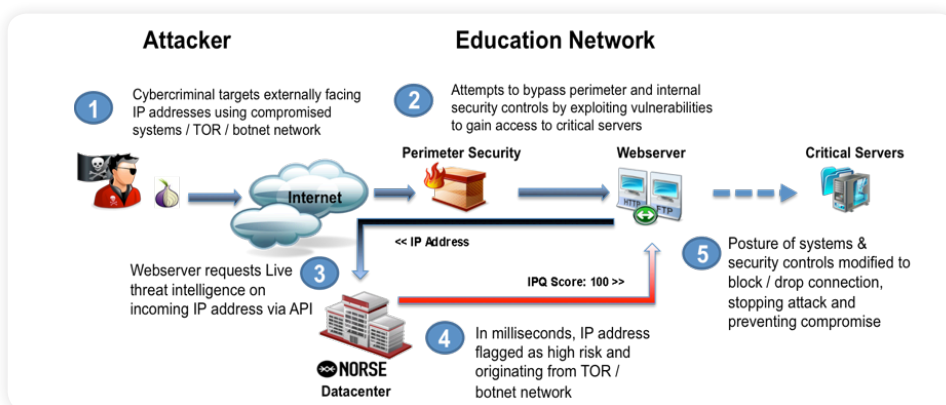 Attacker
Education Network
1
Cybercriminal targets externally facing
IP addresses using compromised
systems / TOR / botnet network
2
Attempts to bypass perimeter and internal
security controls by exploiting vulnerabilities
to gain access to critical servers
Perimeter Security
Webserver
Critical Servers
Internet
HTTP
FTP
<< IP Address
Webserver requests Live
threat intelligence on
incoming IP address via API
3
IPQ Score: 100 >>
5
Posture of systems &
security controls modified to
block / drop connection,
stopping attack and
preventing compromise
4
In milliseconds, IP address
flagged as high risk and
originating from TOR /
botnet network
NORSE
Datacenter